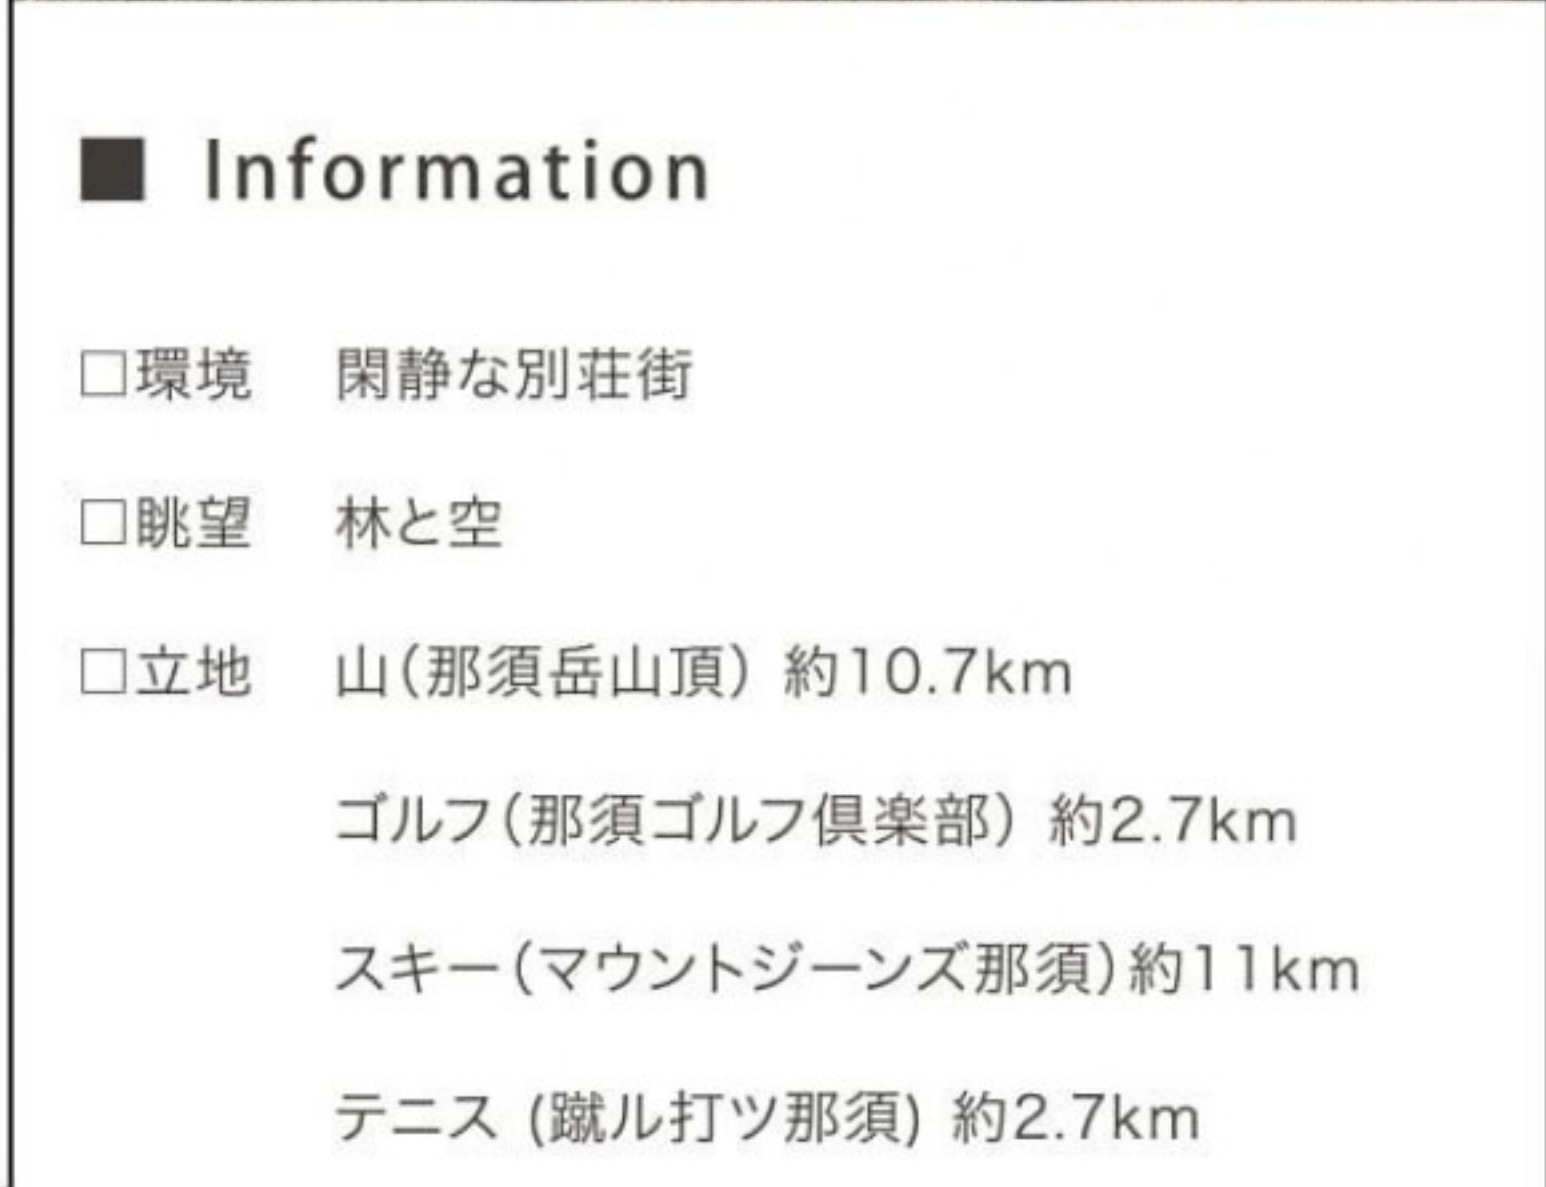 ■ Information
□環境 閑静な別荘街
□眺望 林と空
□立地 山(那須岳山頂) 約10.7km
ゴルフ(那須ゴルフ倶楽部) 約2.7km
スキー(マウントジーンズ那須)約11km
テニス (蹴ル打ツ那須) 約2.7km